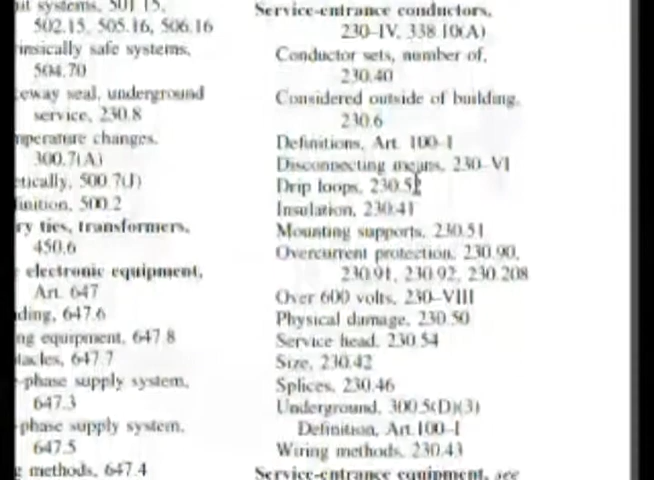 systems, 501.15,
502.15, 505.16, 506.16
insically safe systems,
504.70
eway seal, underground
service, 230.8
perature changes,
300.7(A)
etically, 500.7(J)
inition, 500.2
ry ties, transformers,
450.6
electronic equipment,
Art. 647
ding, 647.6
ng equipment, 647.8
tacles, 647.7
-phase supply system,
647.3
-phase supply system,
647.5
methods, 647.4
Service-entrance conductors,
230–IV, 338.10(A)
Conductor sets, number of,
230.40
Considered outside of building,
230.6
Definitions, Art. 100–I
Disconnecting means, 230–VI
Drip loops,
Insulation, 230.41
Mounting supports, 230.51
Overcurrent protection, 230.90,
230.91, 230.92, 230.208
Over 600 volts, 230–VIII
Physical damage, 230.50
Service head, 230.54
Size, 230.42
Splices, 230.46
Underground, 300.5(D)(3)
Definition, Art. 100–I
Wiring methods, 230.43
Service-entrance equipment, see